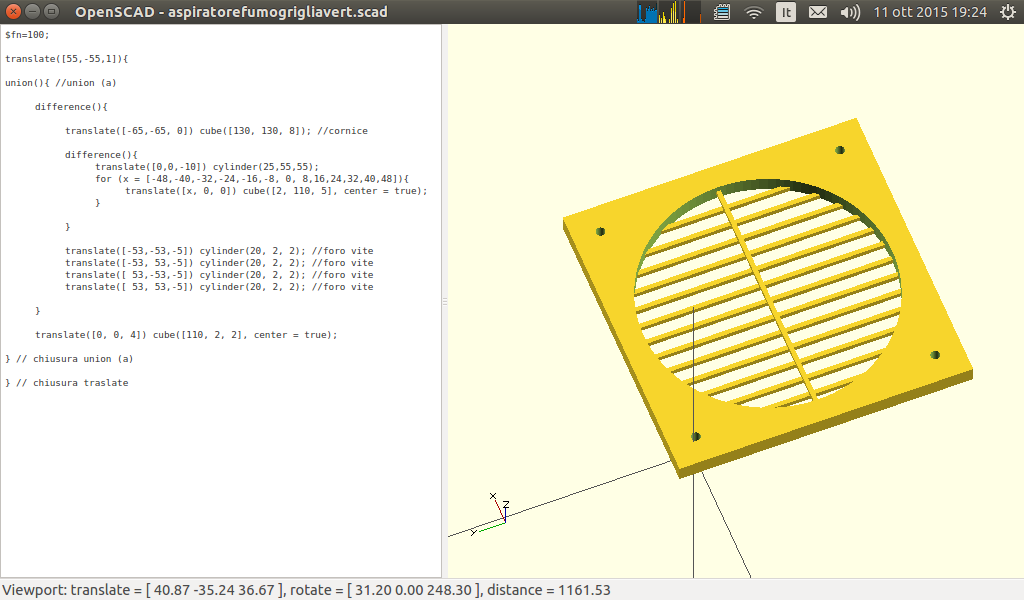 OpenSCAD - aspiratorefumogrigliavert.scad
It 11 ott 2015 19:24
$fn=100;
translate([55,-55,1]){
union(){ //union (a)
difference(){
translate([-65,-65, 0]) cube([130, 130, 8]); //cornice
difference(){
translate([0,0,-10]) cylinder(25,55,55);
for (x = [-48,-40,-32,-24,-16,-8, 0, 8,16,24,32,40,48]){
translate([x, 0, 0]) cube([2, 110, 5], center = true);
}
}
translate([-53,-53,-5]) cylinder(20, 2, 2); //foro vite
translate([-53, 53,-5]) cylinder(20, 2, 2); //foro vite
translate([ 53,-53,-5]) cylinder(20, 2, 2); //foro vite
translate([ 53, 53,-5]) cylinder(20, 2, 2); //foro vite
}
translate([0, 0, 4]) cube([110, 2, 2], center = true);
} // chiusura union (a)
} // chiusura traslate
X
Z
Y
Viewport: translate = [ 40.87 -35.24 36.67 ], rotate = [ 31.20 0.00 248.30 ], distance = 1161.53